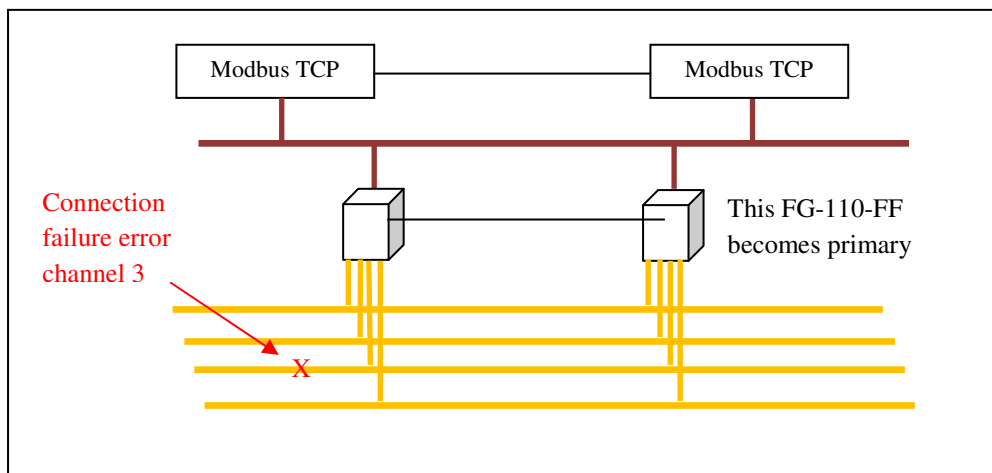 Modbus TCP
Modbus TCP
Connection
failure error
channel 3
This FG-110-FF
becomes primary
X